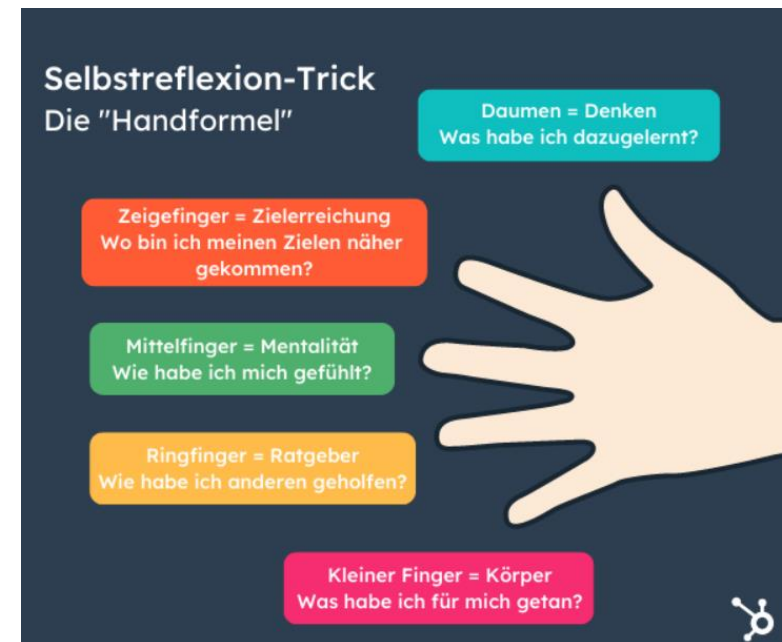 Selbstreflexion-Trick
Die "Handformel"
Daumen = Denken
Was habe ich dazugelernt?
Zeigefinger = Zielerreichung
Wo bin ich meinen Zielen näher
gekommen?
Mittelfinger = Mentalität
Wie habe ich mich gefühlt?
Ringfinger = Ratgeber
Wie habe ich anderen geholfen?
Kleiner Finger = Körper
Was habe ich für mich getan?